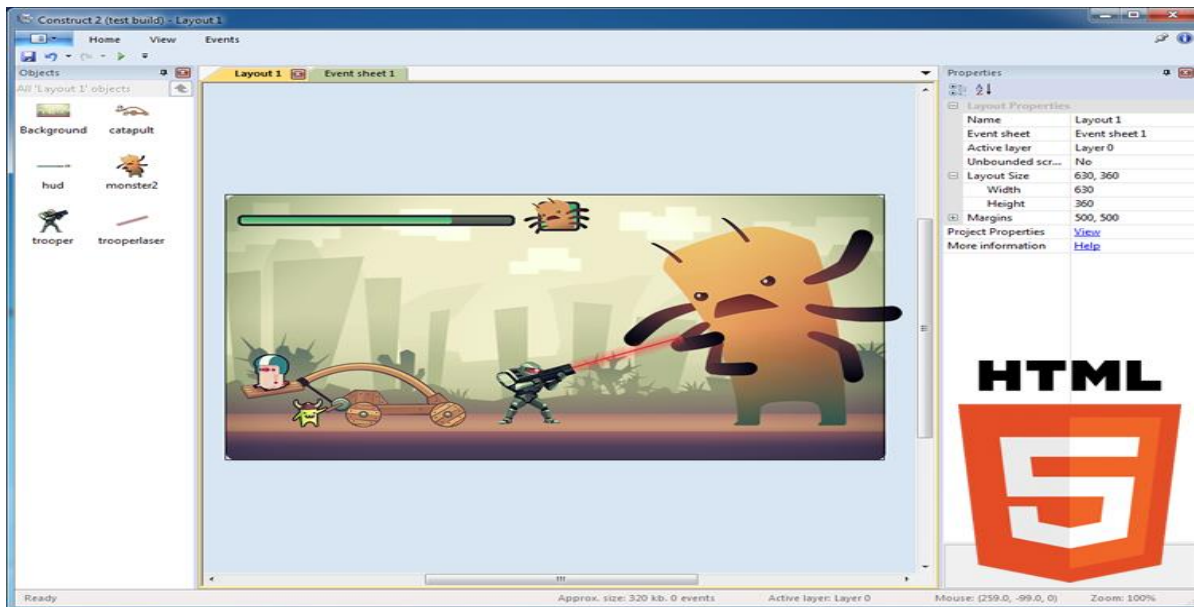 Construct 2 (test build) - Layout 1
Home View Events
Objects
All 'Layout 1' objects
Background catapult
hud monster2
trooper trooperlaser
Layout 1 Event sheet 1
Properties
Layout Properties
Name Layout 1
Event sheet Event sheet 1
Active layer Layer 0
Unbounded scr... No
Layout Size 630, 360
Width 630
Height 360
Margins 500, 500
Project Properties View
More information Help
HTML
5
Ready Approx. size: 320 kb. 0 events Active layer: Layer 0 Mouse: (259.0, -99.0, 0) Zoom: 100%